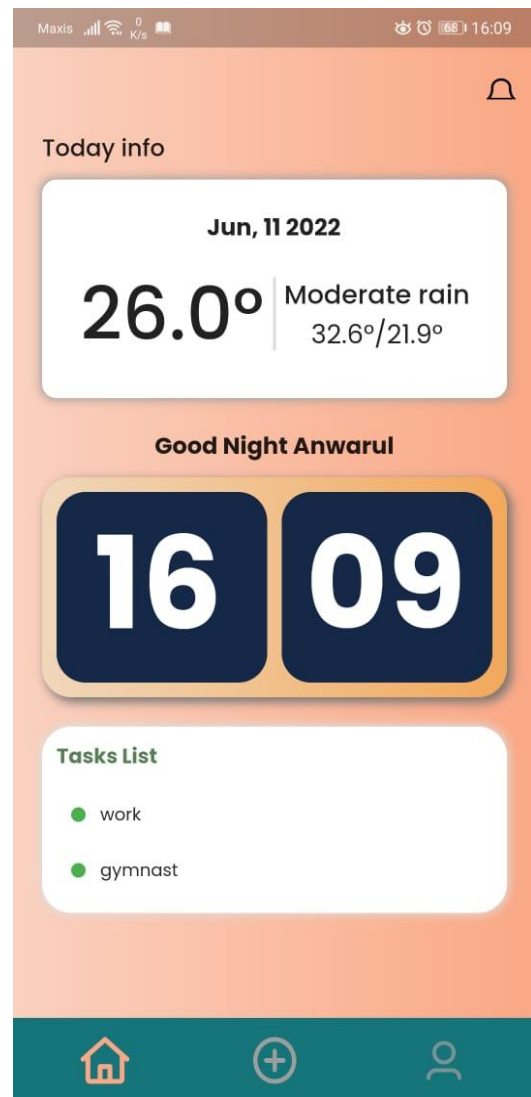 Maxis 0 K/s 68 16:09
Today info
Jun, 11 2022
26.0° Moderate rain
32.6°/21.9°
Good Night Anwarul
16 09
Tasks List
work
gymnast